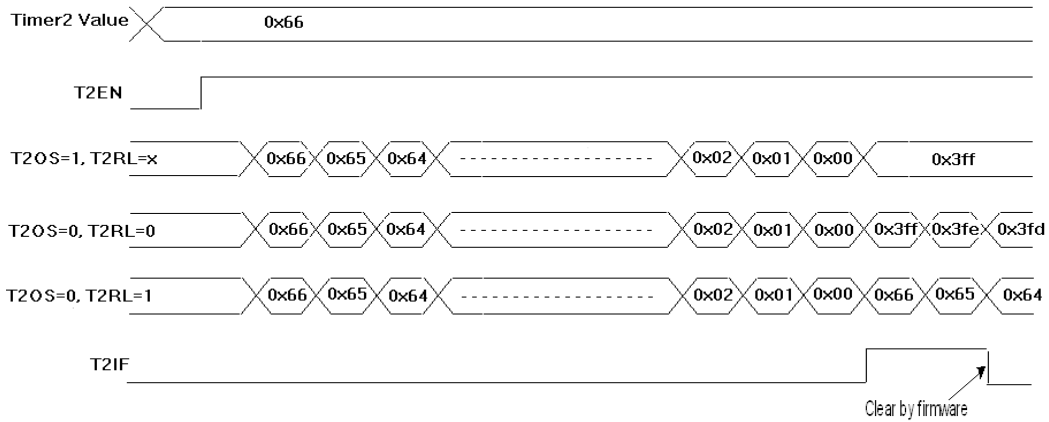 Timer2 Value 0x66
T2EN
T2OS=1, T2RL=x 0x66 0x65 0x64 0x02 0x01 0x00 0x3ff
T2OS=0, T2RL=0 0x66 0x65 0x64 0x02 0x01 0x00 0x3ff 0x3fe 0x3fd
T2OS=0, T2RL=1 0x66 0x65 0x64 0x02 0x01 0x00 0x66 0x65 0x64
T2IF
Clear by firmware